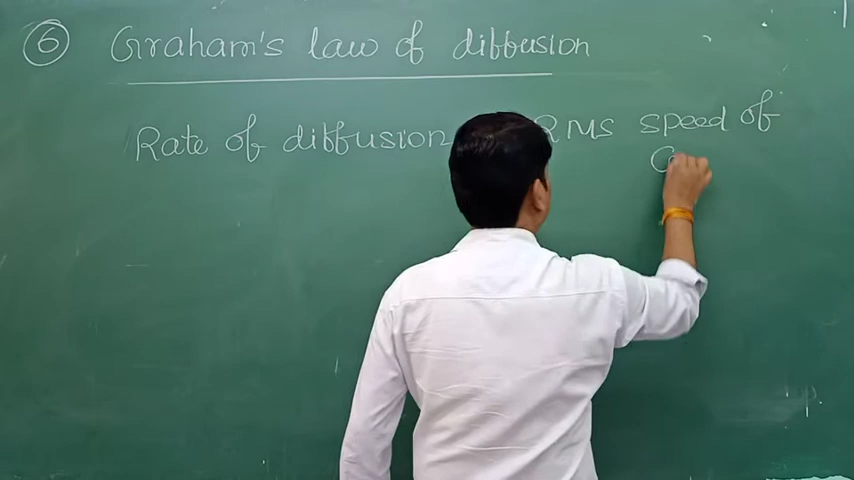 6 Graham's law of diffusion
Rate of diffusion RMS speed of